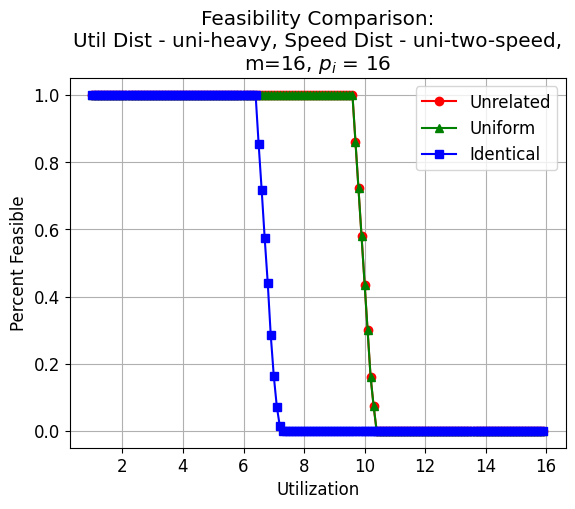 Feasibility Comparison:
Util Dist - uni-heavy, Speed Dist - uni-two-speed,
m=16, $p_i$ = 16
Unrelated
Uniform
Identical
Percent Feasible
1.0
0.8
0.6
0.4
0.2
0.0
2 4 6 8 10 12 14 16
Utilization